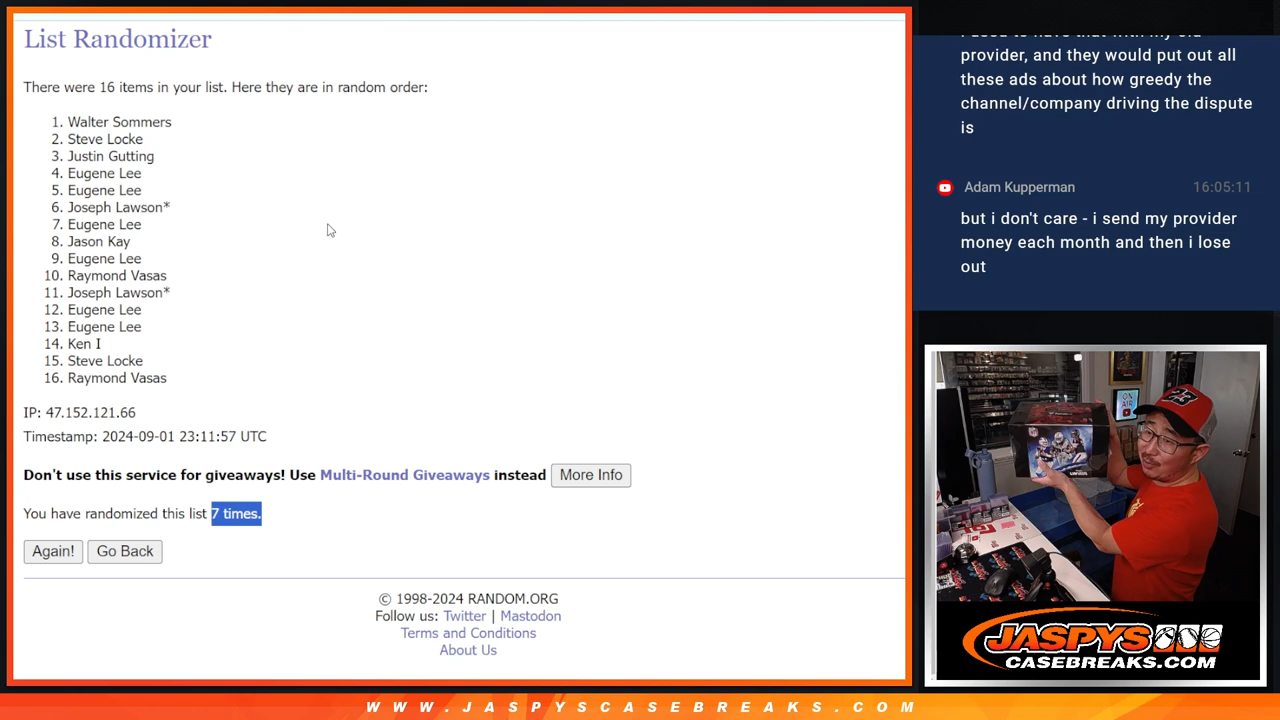 List Randomizer
There were 16 items in your list. Here they are in random order:
1. Walter Sommers
2. Steve Locke
3. Justin Gutting
4. Eugene Lee
5. Eugene Lee
6. Joseph Lawson*
7. Eugene Lee
8. Jason Kay
9. Eugene Lee
10. Raymond Vasas
11. Joseph Lawson*
12. Eugene Lee
13. Eugene Lee
14. Ken I
15. Steve Locke
16. Raymond Vasas
IP: 47.152.121.66
Timestamp: 2024-09-01 23:11:57 UTC
Don't use this service for giveaways! Use Multi-Round Giveaways instead More Info
You have randomized this list 7 times.
Again! Go Back
© 1998-2024 RANDOM.ORG
Follow us: Twitter | Mastodon
Terms and Conditions
About Us
provider, and they would put out all
these ads about how greedy the
channel/company driving the dispute
is
Adam Kupperman 16:05:11
but i don't care - i send my provider
money each month and then i lose
out
ON
AIR
JASPYS
CASEBREAKS.COM
WWW.JASPYSCASEBREAKS.COM